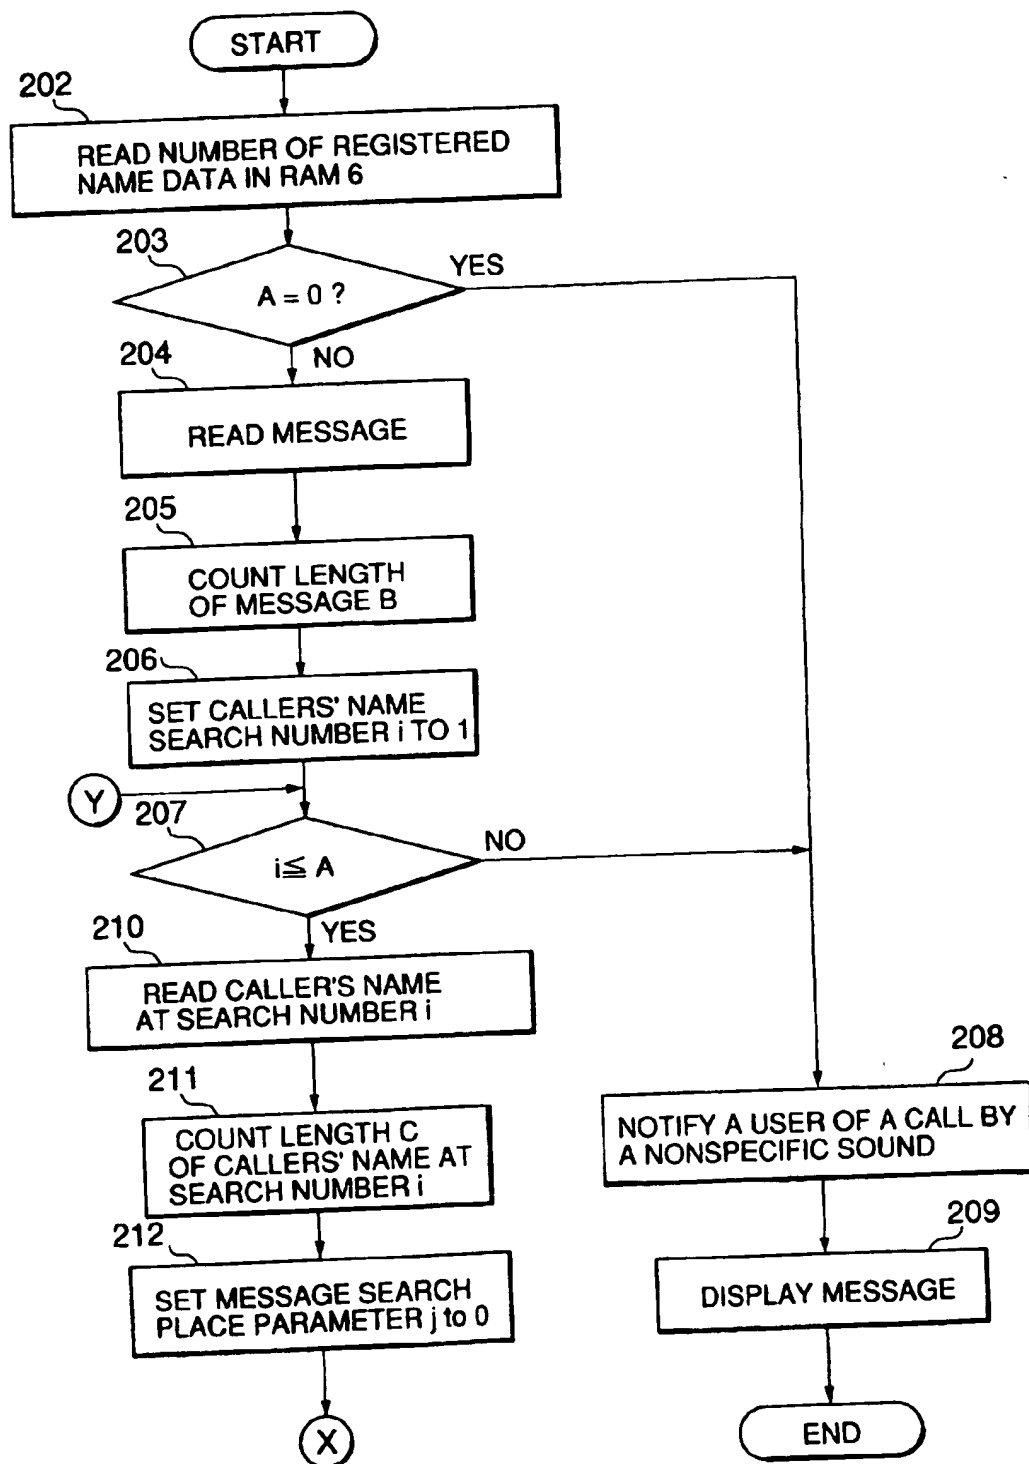 START
202
READ NUMBER OF REGISTERED
NAME DATA IN RAM 6
203
A = 0 ?
YES
NO
204
READ MESSAGE
205
COUNT LENGTH
OF MESSAGE B
206
SET CALLERS' NAME
SEARCH NUMBER i TO 1
Y
207
i≦ A
NO
YES
210
READ CALLER'S NAME
AT SEARCH NUMBER i
211
COUNT LENGTH C
OF CALLERS' NAME AT
SEARCH NUMBER i
212
SET MESSAGE SEARCH
PLACE PARAMETER j to 0
X
208
NOTIFY A USER OF A CALL BY
A NONSPECIFIC SOUND
209
DISPLAY MESSAGE
END